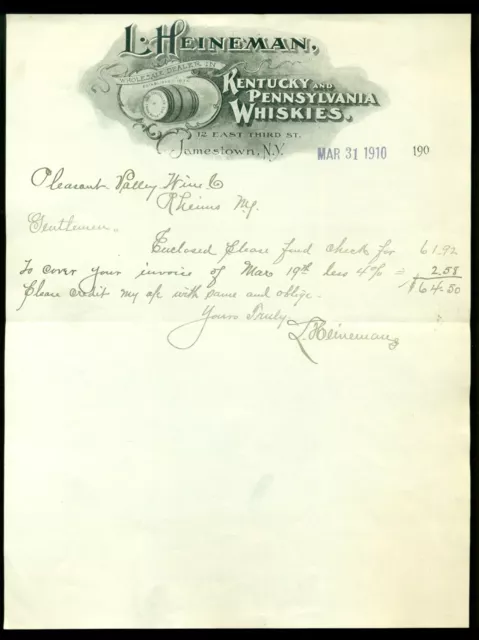 L. HEINEMAN,
WHOLESALE DEALER IN
KENTUCKY AND
PENNSYLVANIA
WHISKIES.
12 EAST THIRD ST.
Jamestown, N.Y.
MAR 31 1910 190
Pleasant Valley Wine Co
Rheims N.Y.
Gentlemen,
Enclosed Please find check for 61.92
to cover your invoice of Mar 19th less 4% = 2.58
Please credit my a/c with same and oblige. $64.50
Yours Truly
L. Heineman